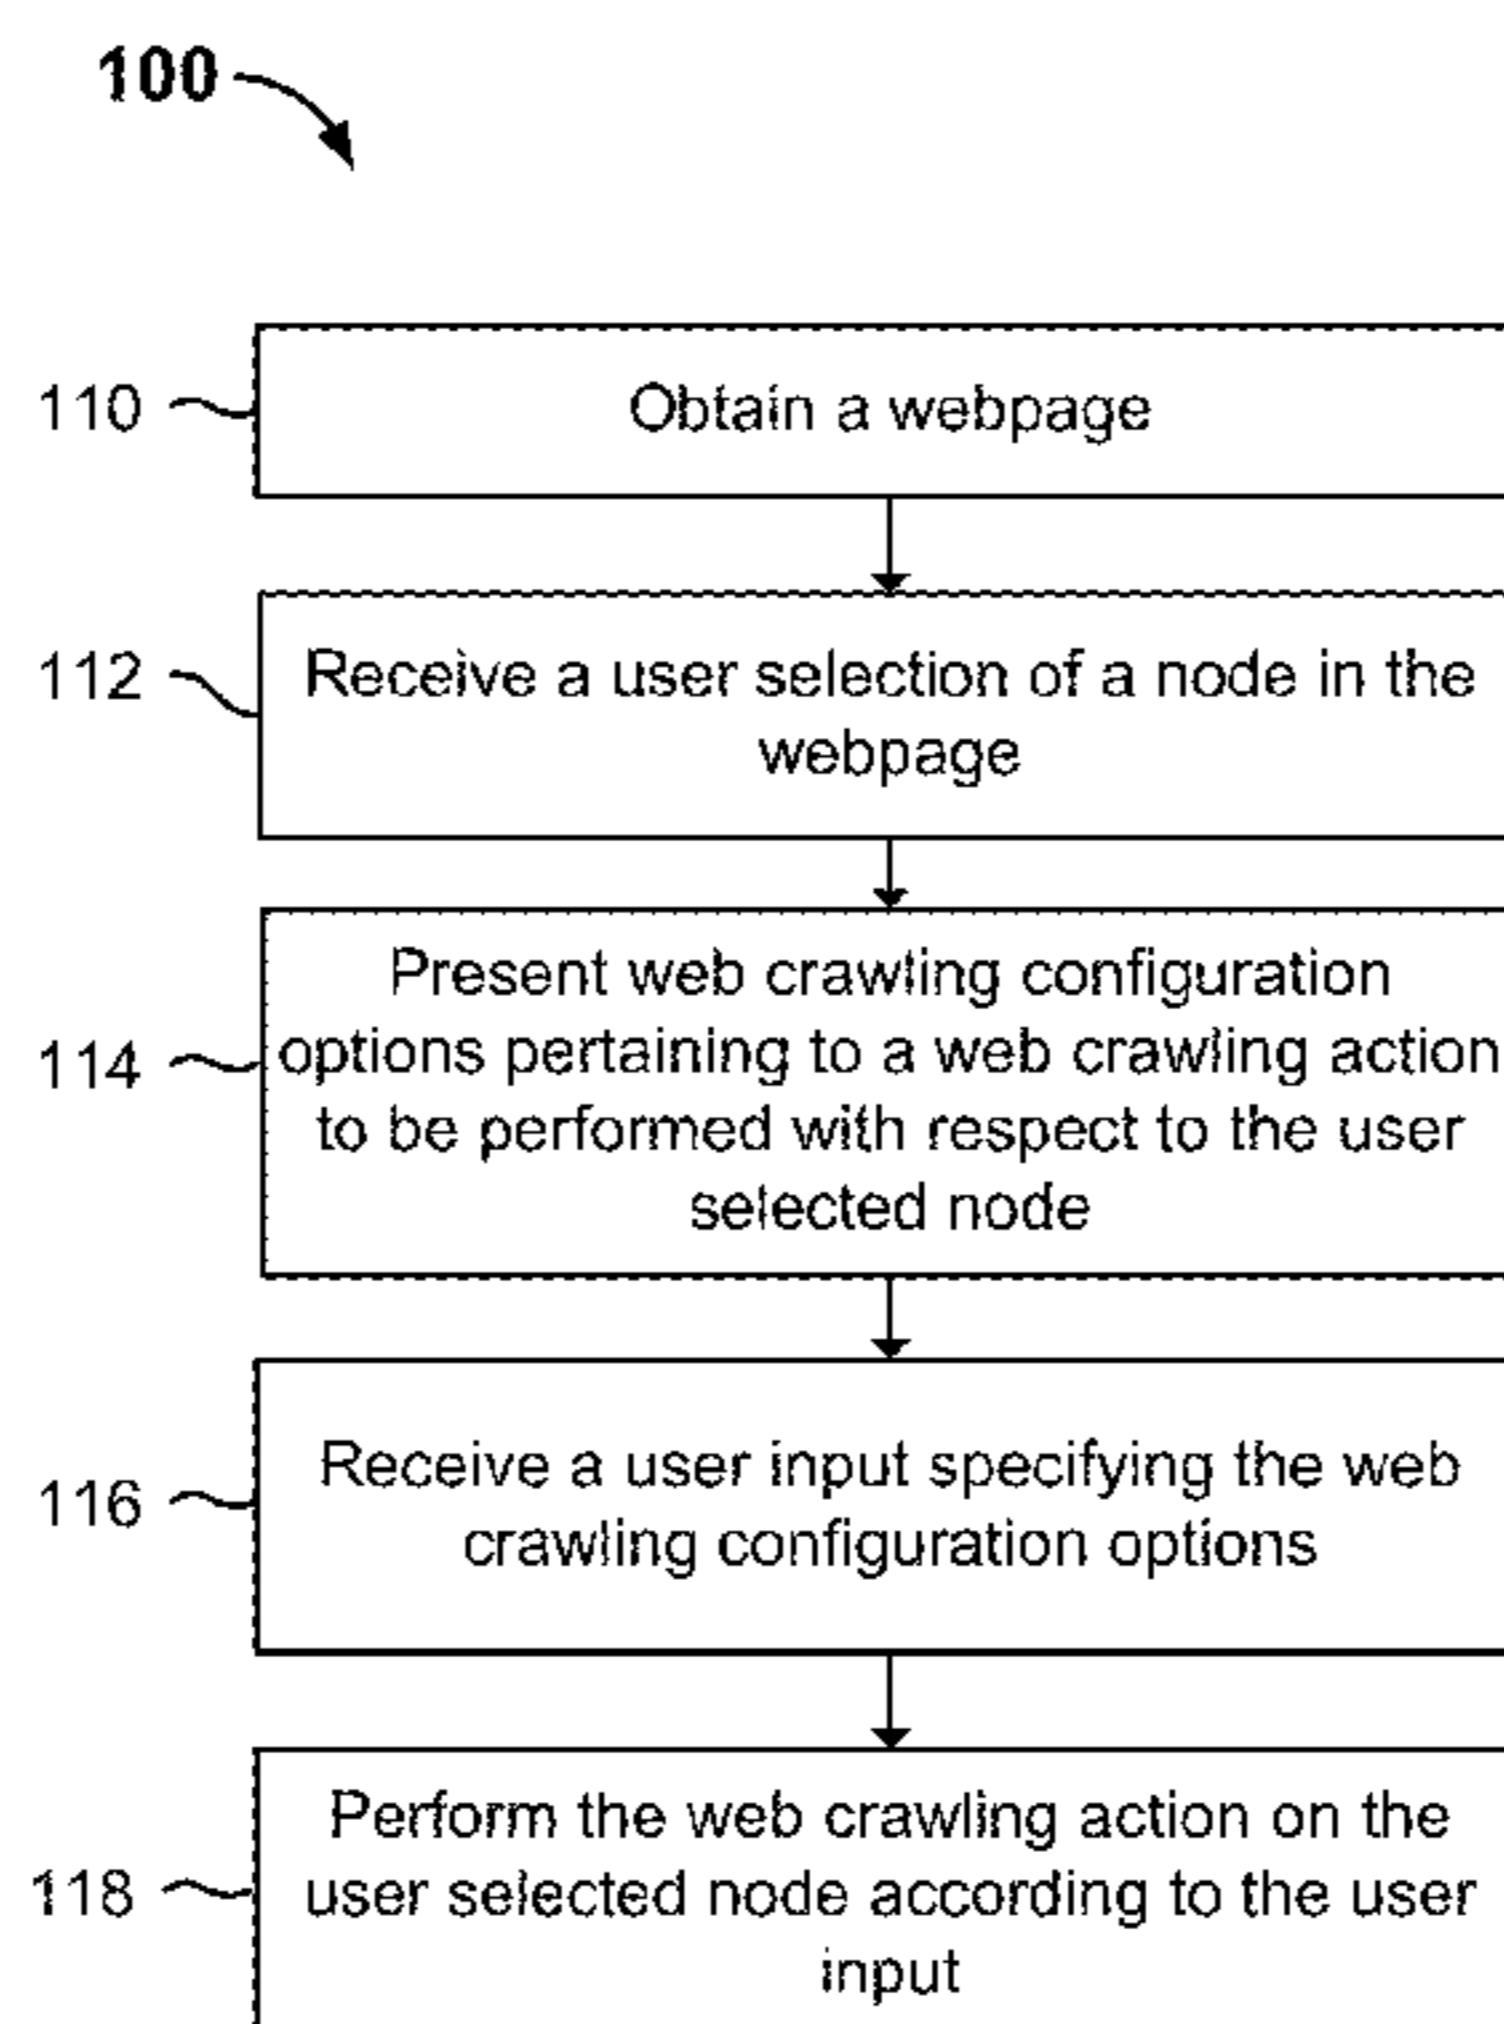 100
110
Obtain a webpage
112
Receive a user selection of a node in the
webpage
Present web crawling configuration
114
options pertaining to a web crawling action
to be performed with respect to the user
selected node
116
Receive a user input specifying the web
crawling configuration options
118
Perform the web crawling action on the
user selected node according to the user
input